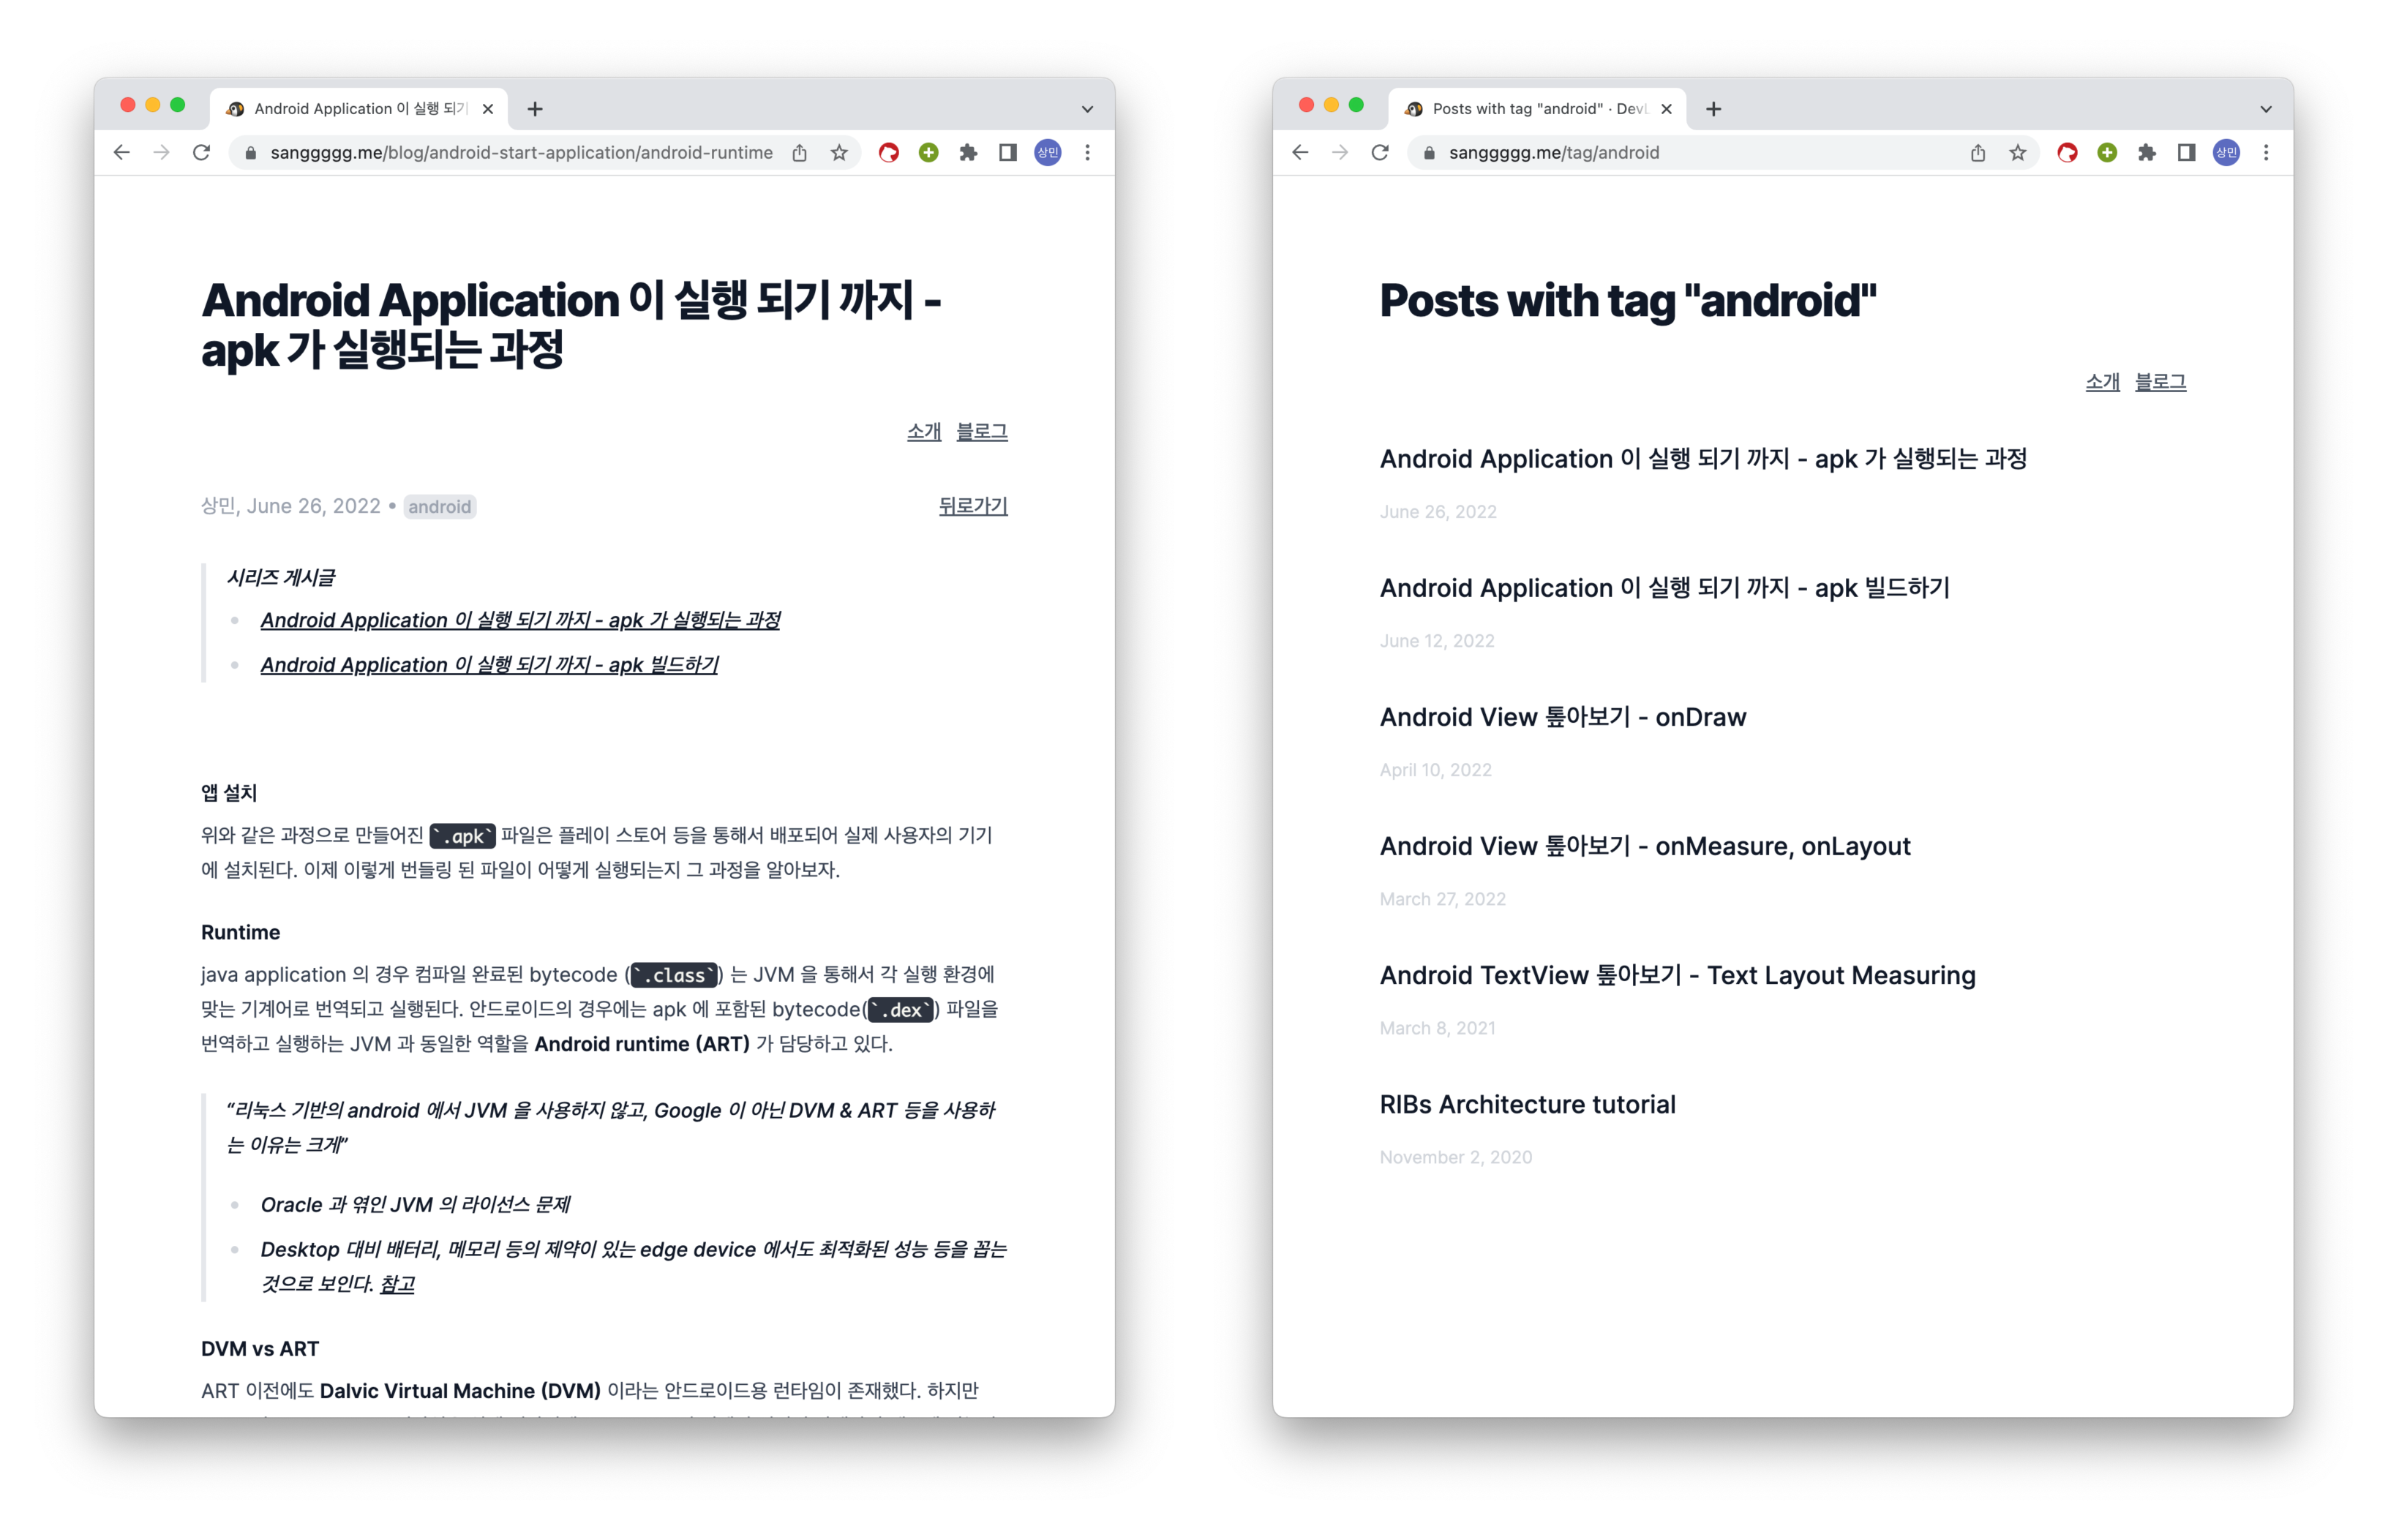 Android Application 이 실행 되기
sanggggg.me/blog/android-start-application/android-runtime
상민
Android Application 이 실행 되기 까지 -
apk 가 실행되는 과정
소개 블로그
상민, June 26, 2022 • android
뒤로가기
시리즈 게시글
Android Application 이 실행 되기 까지 - apk 가 실행되는 과정
Android Application 이 실행 되기 까지 - apk 빌드하기
앱 설치
위와 같은 과정으로 만들어진 `.apk` 파일은 플레이 스토어 등을 통해서 배포되어 실제 사용자의 기기
에 설치된다. 이제 이렇게 번들링 된 파일이 어떻게 실행되는지 그 과정을 알아보자.
Runtime
java application 의 경우 컴파일 완료된 bytecode (`.class`) 는 JVM 을 통해서 각 실행 환경에
맞는 기계어로 번역되고 실행된다. 안드로이드의 경우에는 apk 에 포함된 bytecode(`.dex`) 파일을
번역하고 실행하는 JVM 과 동일한 역할을 Android runtime (ART) 가 담당하고 있다.
“리눅스 기반의 android 에서 JVM 을 사용하지 않고, Google 이 아닌 DVM & ART 등을 사용하
는 이유는 크게”
Oracle 과 엮인 JVM 의 라이선스 문제
Desktop 대비 배터리, 메모리 등의 제약이 있는 edge device 에서도 최적화된 성능 등을 꼽는
것으로 보인다. 참고
DVM vs ART
ART 이전에도 Dalvic Virtual Machine (DVM) 이라는 안드로이드용 런타임이 존재했다. 하지만
Posts with tag "android" · DevL
sanggggg.me/tag/android
상민
Posts with tag "android"
소개 블로그
Android Application 이 실행 되기 까지 - apk 가 실행되는 과정
June 26, 2022
Android Application 이 실행 되기 까지 - apk 빌드하기
June 12, 2022
Android View 톺아보기 - onDraw
April 10, 2022
Android View 톺아보기 - onMeasure, onLayout
March 27, 2022
Android TextView 톺아보기 - Text Layout Measuring
March 8, 2021
RIBs Architecture tutorial
November 2, 2020